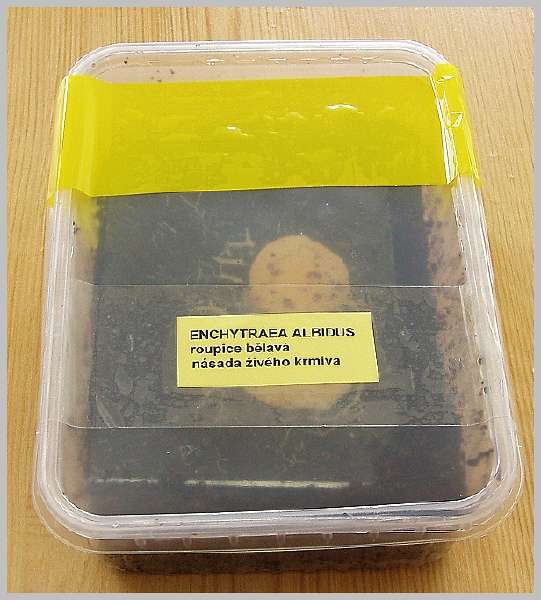 ENCHYTRAEA ALBIDUS
roupice bělava
násada živého krmiva